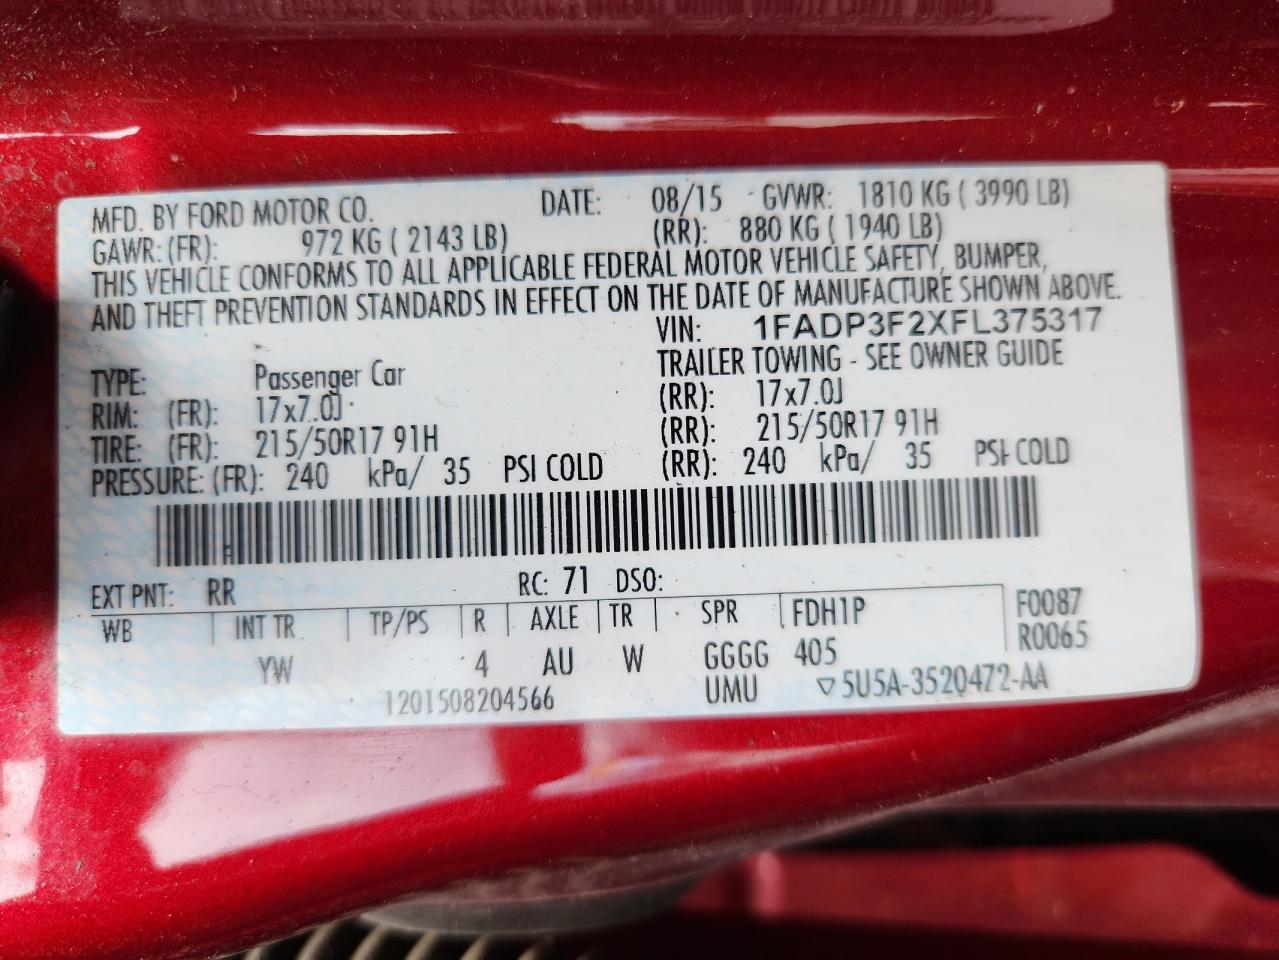 MFD. BY FORD MOTOR CO. DATE: 08/15 GVWR: 1810 KG ( 3990 LB)
GAWR: (FR): 972 KG ( 2143 LB) (RR): 880 KG ( 1940 LB)
THIS VEHICLE CONFORMS TO ALL APPLICABLE FEDERAL MOTOR VEHICLE SAFETY, BUMPER,
AND THEFT PREVENTION STANDARDS IN EFFECT ON THE DATE OF MANUFACTURE SHOWN ABOVE.
VIN: 1FADP3F2XFL375317
TYPE: Passenger Car TRAILER TOWING - SEE OWNER GUIDE
RIM: (FR): 17x7.0J (RR): 17x7.0J
TIRE: (FR): 215/50R17 91H (RR): 215/50R17 91H
PRESSURE: (FR): 240 kPa/ 35 PSI COLD (RR): 240 kPa/ 35 PSI COLD
EXT PNT: RR RC: 71 DSO:
WB INT TR TP/PS R AXLE TR SPR FDH1P F0087
R0065
YW 4 AU W GGGG 405
1201508204566 UMU ▽5U5A-3520472-AA